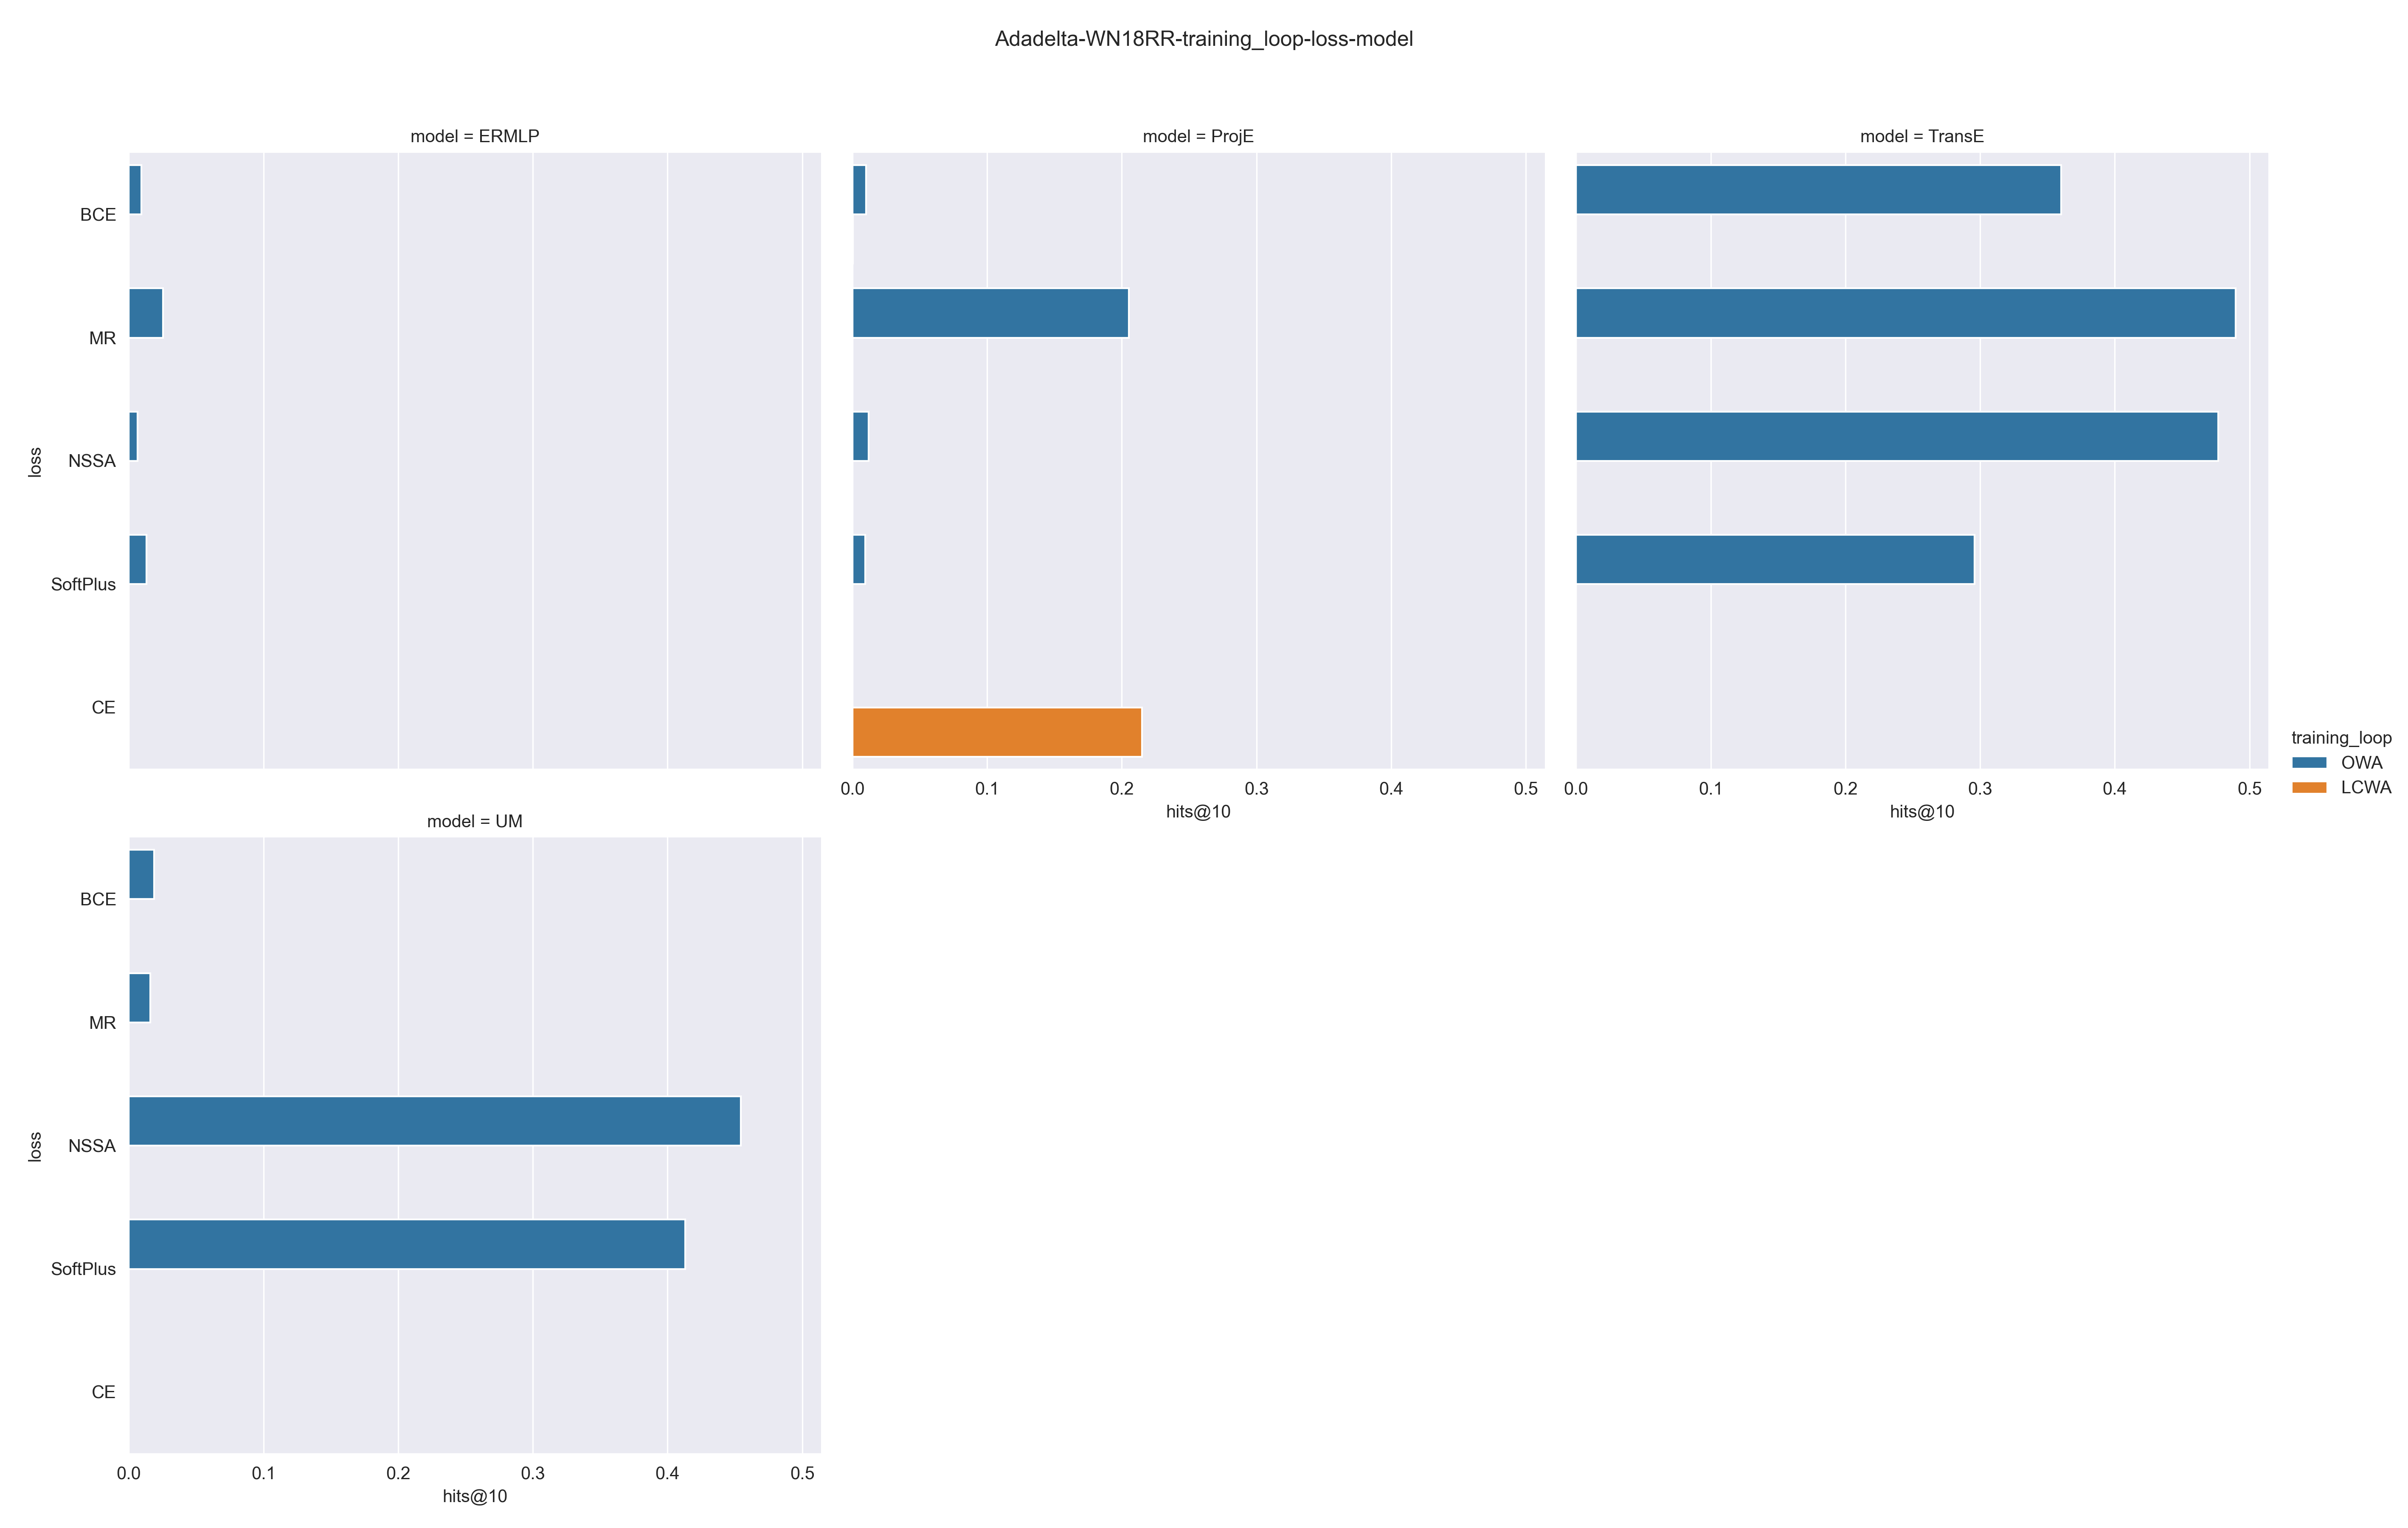 Adadelta-WN18RR-training_loop-loss-model
model = ERMLP
loss
BCE
MR
NSSA
SoftPlus
CE
model = ProjE
0.0 0.1 0.2 0.3 0.4 0.5
hits@10
model = TransE
0.0 0.1 0.2 0.3 0.4 0.5
hits@10
training_loop
OWA
LCWA
model = UM
loss
BCE
MR
NSSA
SoftPlus
CE
0.0 0.1 0.2 0.3 0.4 0.5
hits@10